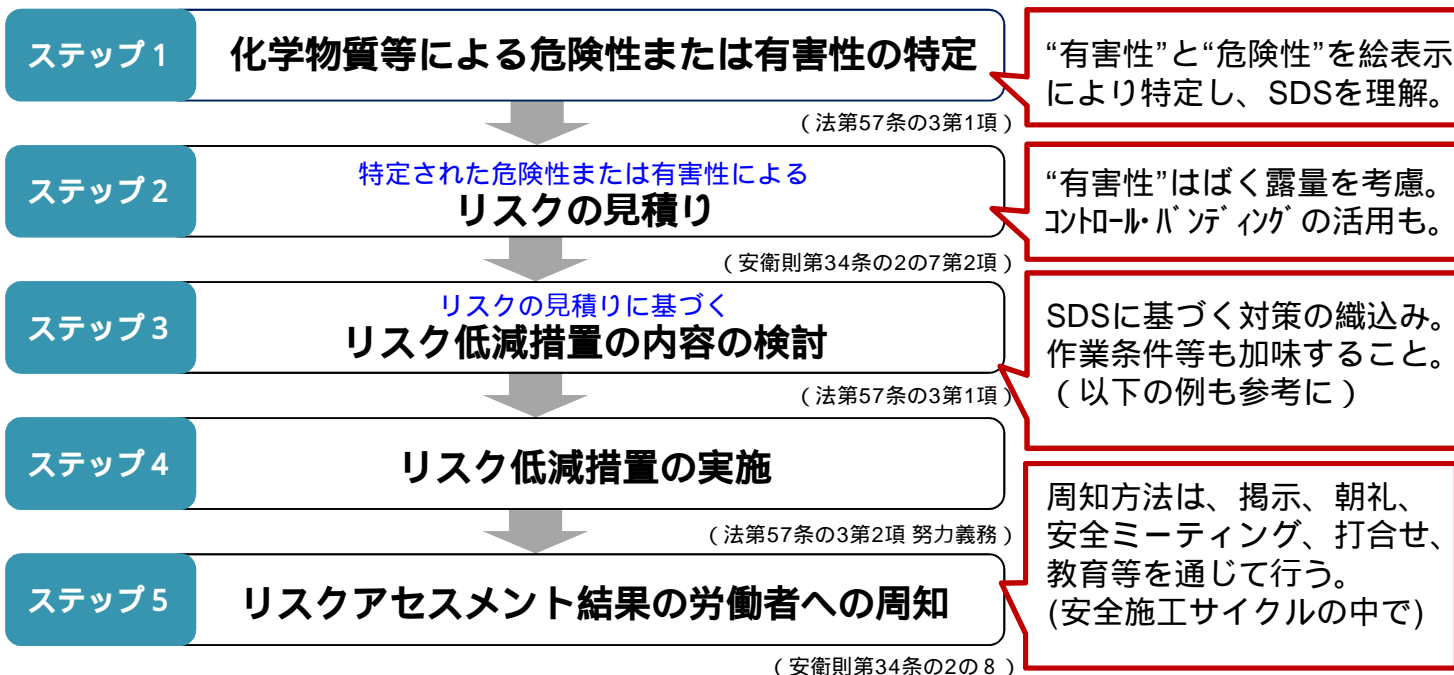 ステップ1
化学物質等による危険性または有害性の特定
“有害性”と“危険性”を絵表示
により特定し、SDSを理解。
(法第57条の3第1項)
ステップ2
特定された危険性または有害性による
リスクの見積り
“有害性”はばく露量を考慮。
ｺﾝﾄﾛｰﾙ・ﾊﾞﾝﾃﾞｨﾝｸﾞの活用も。
(安衛則第34条の2の7第2項)
ステップ3
リスクの見積りに基づく
リスク低減措置の内容の検討
SDSに基づく対策の織込み。
作業条件等も加味すること。
(以下の例も参考に)
(法第57条の3第1項)
ステップ4
リスク低減措置の実施
(法第57条の3第2項 努力義務)
ステップ5
リスクアセスメント結果の労働者への周知
周知方法は、掲示、朝礼、
安全ミーティング、打合せ、
教育等を通じて行う。
(安全施工サイクルの中で)
(安衛則第34条の2の8)